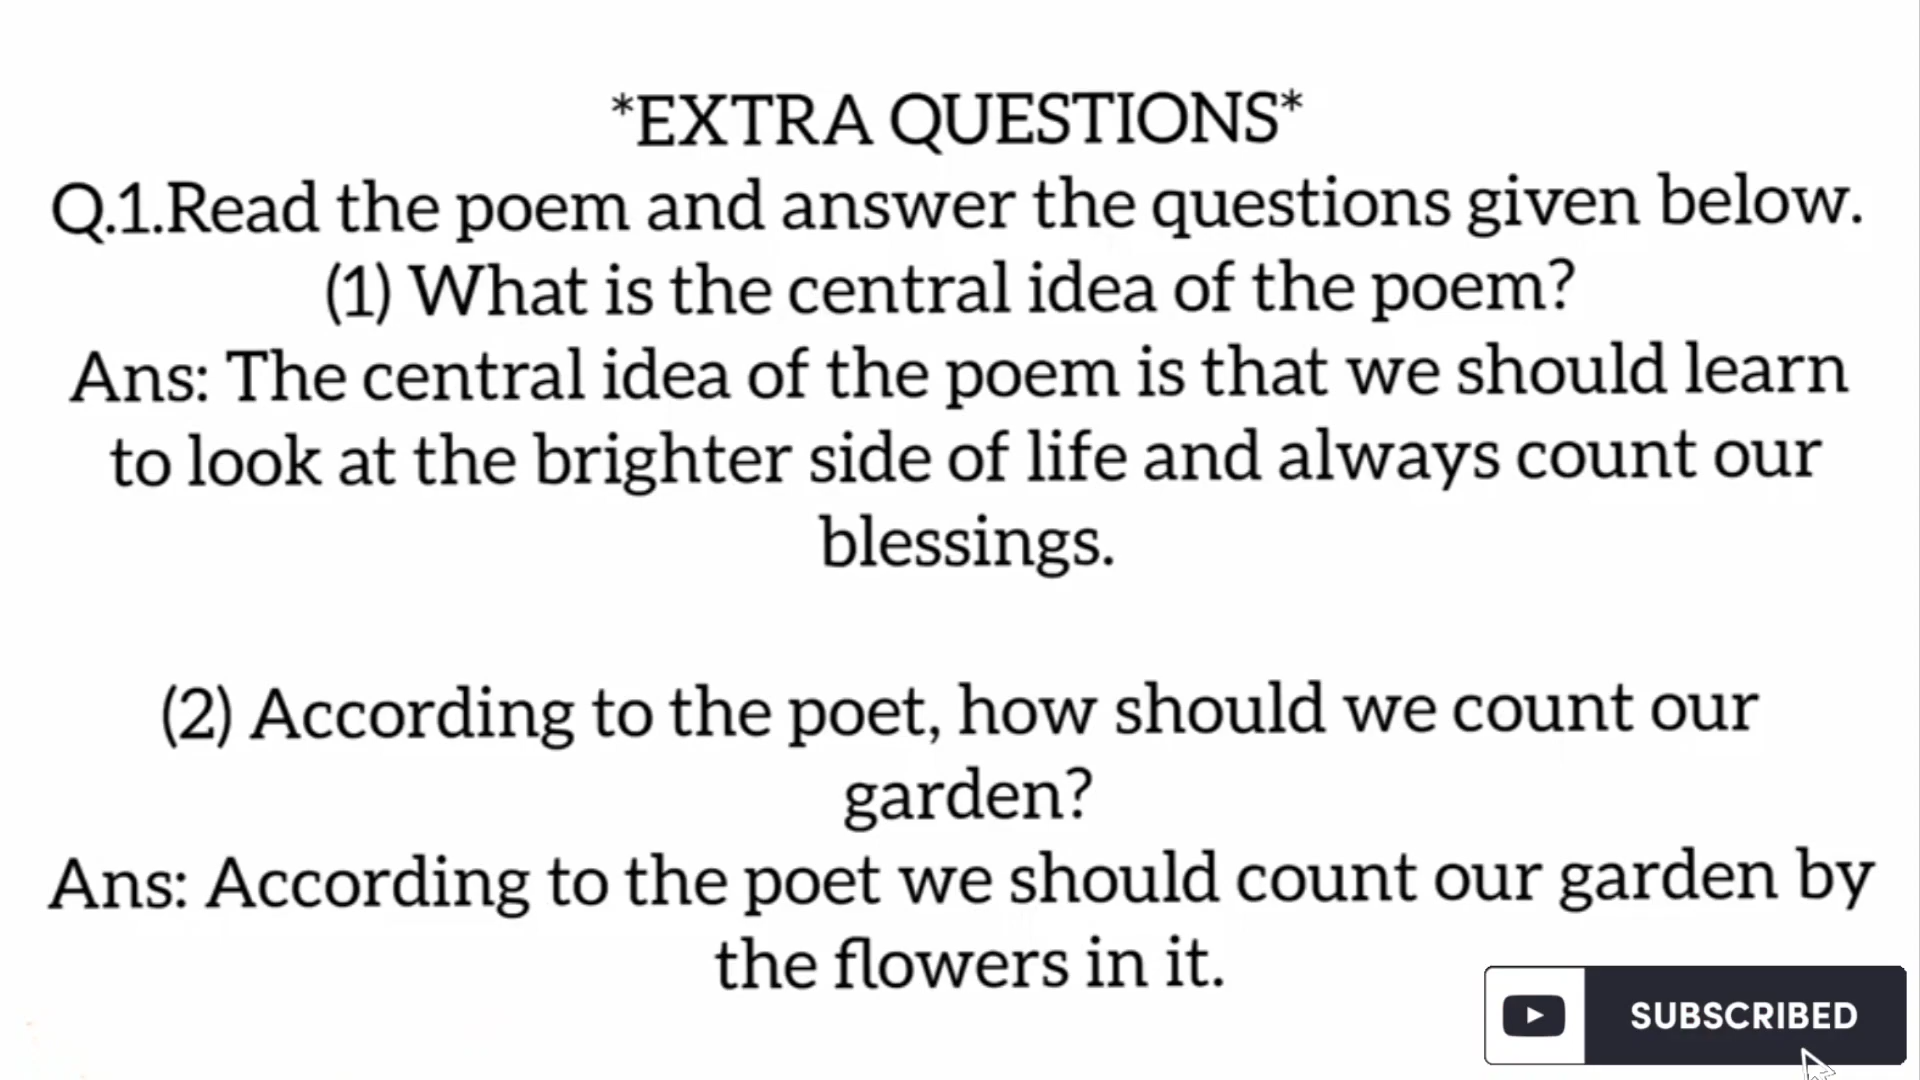 *EXTRA QUESTIONS*
Q.1.Read the poem and answer the questions given below.
(1) What is the central idea of the poem?
Ans: The central idea of the poem is that we should learn
to look at the brighter side of life and always count our
blessings.
(2) According to the poet, how should we count our
garden?
Ans: According to the poet we should count our garden by
the flowers in it.
SUBSCRIBED